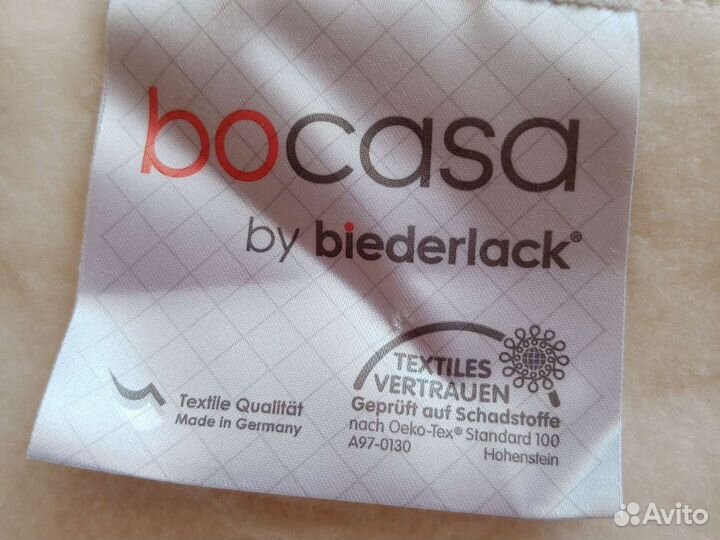 bocasa
by biederlack®
TEXTILES
VERTRAUEN
Geprüft auf Schadstoffe
nach Oeko-Tex® Standard 100
A97-0130 Hohenstein
Textile Qualität
Made in Germany
Avito